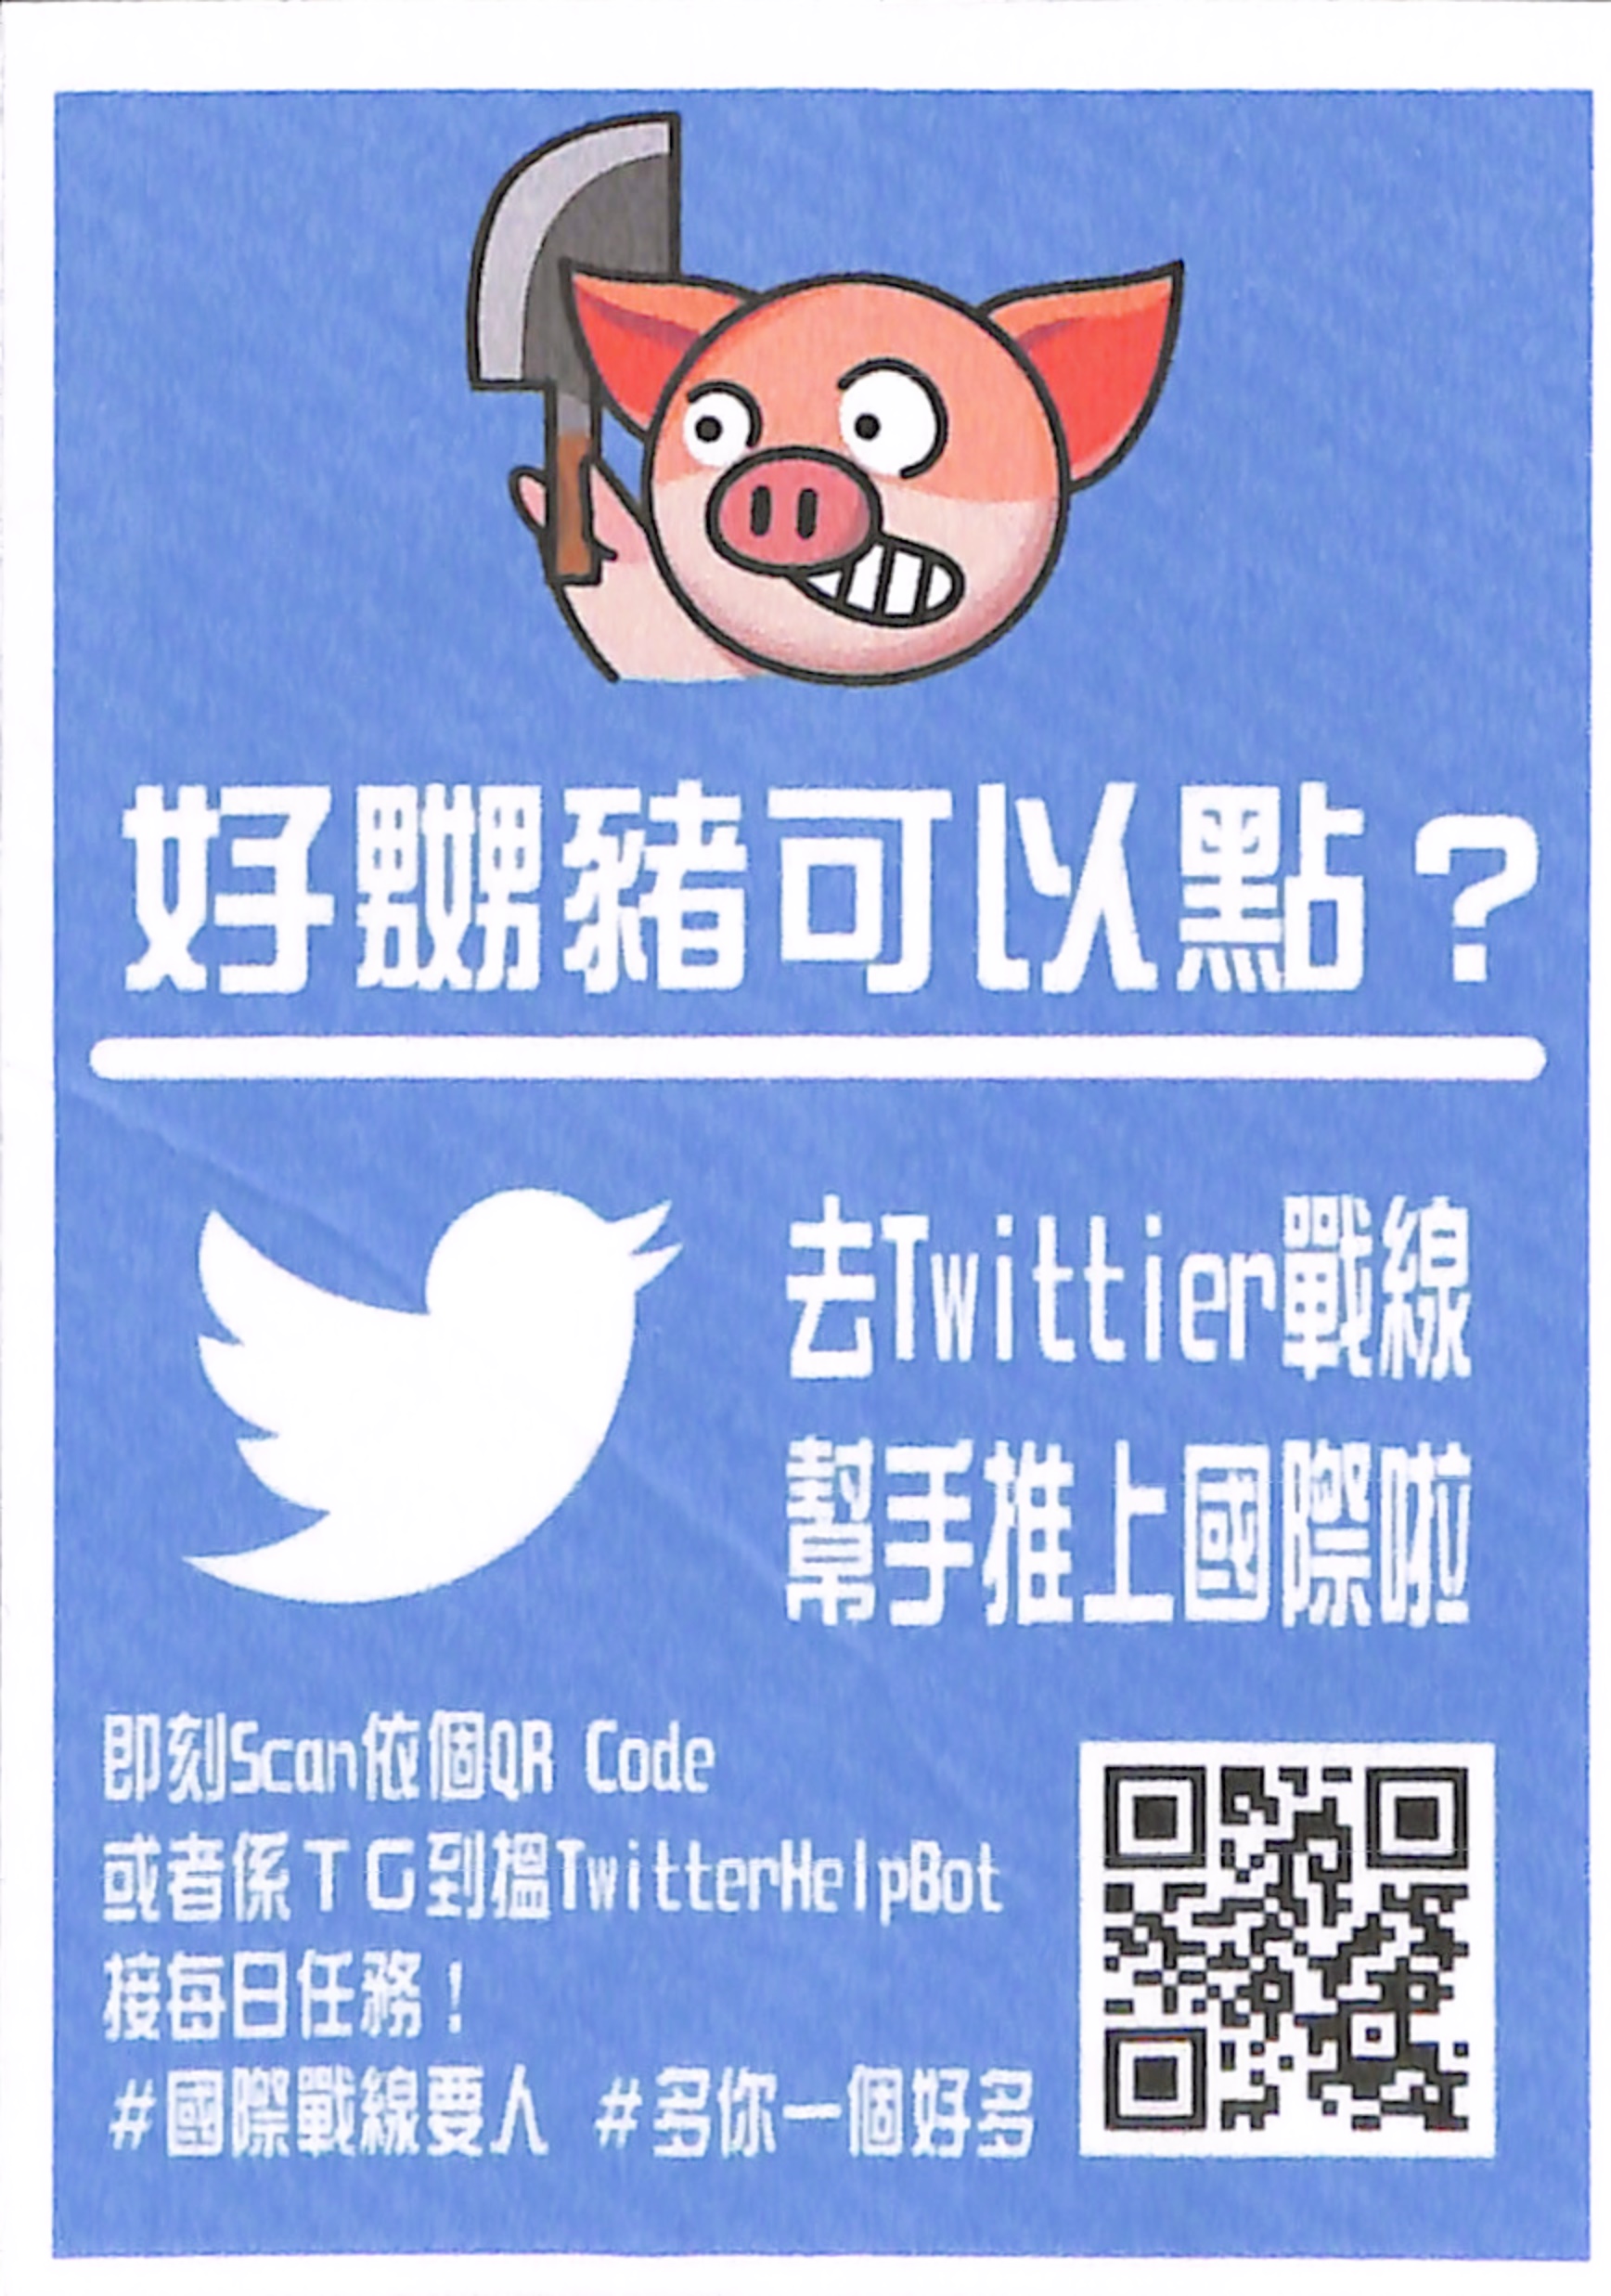 好嬲豬可以點？
去Twittier戰線
幫手推上國際啦
即刻Scan依個QR Code
或者係TG到搵TwitterHelpBot
接每日任務！
#國際戰線要人 #多你一個好多